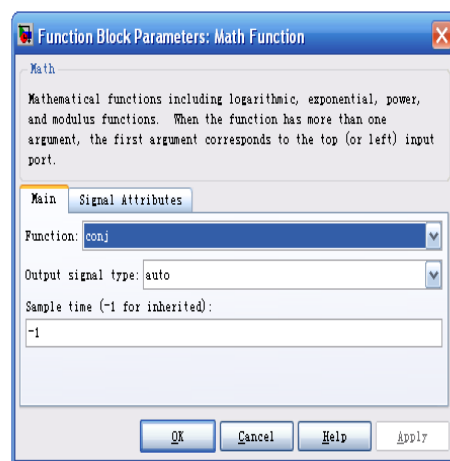 Function Block Parameters: Math Function
Math
Mathematical functions including logarithmic, exponential, power,
and modulus functions. When the function has more than one
argument, the first argument corresponds to the top (or left) input
port.
Main Signal Attributes
Function: conj
Output signal type: auto
Sample time (-1 for inherited):
-1
OK Cancel Help Apply